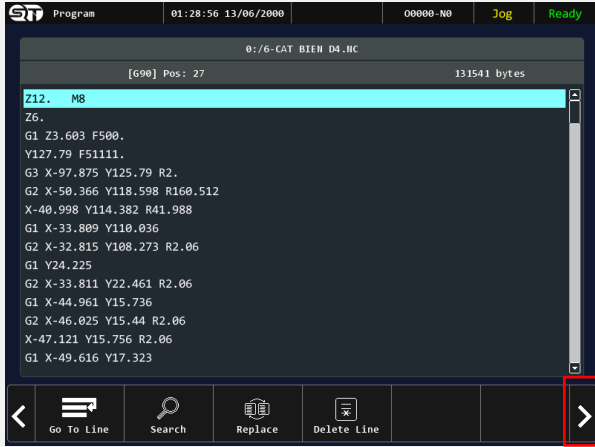 Program 01:28:56 13/06/2000 O0000-N0 Jog Ready
0:/6-CAT BIEN D4.NC
[G90] Pos: 27 131541 bytes
Z12. M8
Z6.
G1 Z3.603 F500.
Y127.79 F51111.
G3 X-97.875 Y125.79 R2.
G2 X-50.366 Y118.598 R160.512
X-40.998 Y114.382 R41.988
G1 X-33.809 Y110.036
G2 X-32.815 Y108.273 R2.06
G1 Y24.225
G2 X-33.811 Y22.461 R2.06
G1 X-44.961 Y15.736
G2 X-46.025 Y15.44 R2.06
X-47.121 Y15.756 R2.06
G1 X-49.616 Y17.323
Go To Line Search Replace Delete Line